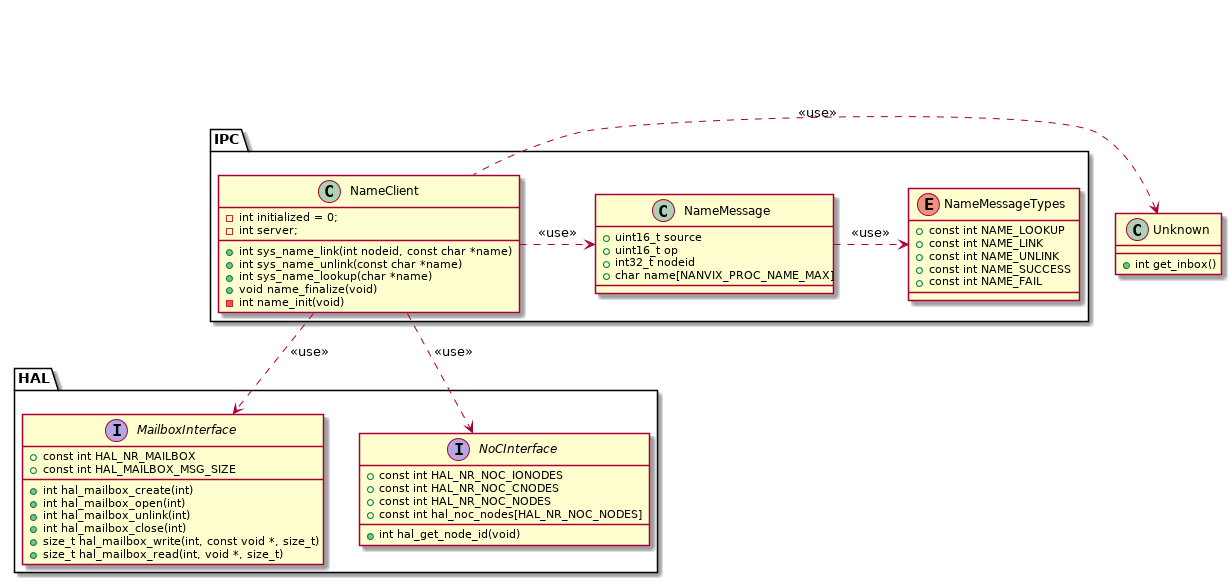 «use»
IPC
C NameClient
int initialized = 0;
int server;
int sys_name_link(int nodeid, const char *name)
int sys_name_unlink(const char *name)
int sys_name_lookup(char *name)
void name_finalize(void)
int name_init(void)
«use»
C NameMessage
uint16_t source
uint16_t op
int32_t nodeid
char name[NANVIX_PROC_NAME_MAX]
«use»
E NameMessageTypes
const int NAME_LOOKUP
const int NAME_LINK
const int NAME_UNLINK
const int NAME_SUCCESS
const int NAME_FAIL
C Unknown
int get_inbox()
«use»
«use»
HAL
I MailboxInterface
const int HAL_NR_MAILBOX
const int HAL_MAILBOX_MSG_SIZE
int hal_mailbox_create(int)
int hal_mailbox_open(int)
int hal_mailbox_unlink(int)
int hal_mailbox_close(int)
size_t hal_mailbox_write(int, const void *, size_t)
size_t hal_mailbox_read(int, void *, size_t)
I NoCInterface
const int HAL_NR_NOC_IONODES
const int HAL_NR_NOC_CNODES
const int HAL_NR_NOC_NODES
const int hal_noc_nodes[HAL_NR_NOC_NODES]
int hal_get_node_id(void)